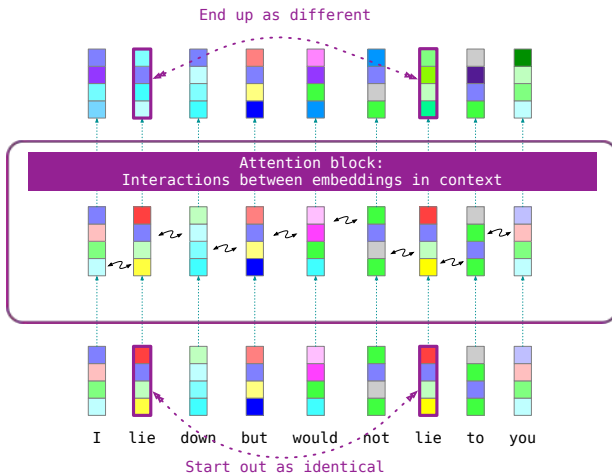 End up as different
Attention block:
Interactions between embeddings in context
I lie down but would not lie to you
Start out as identical